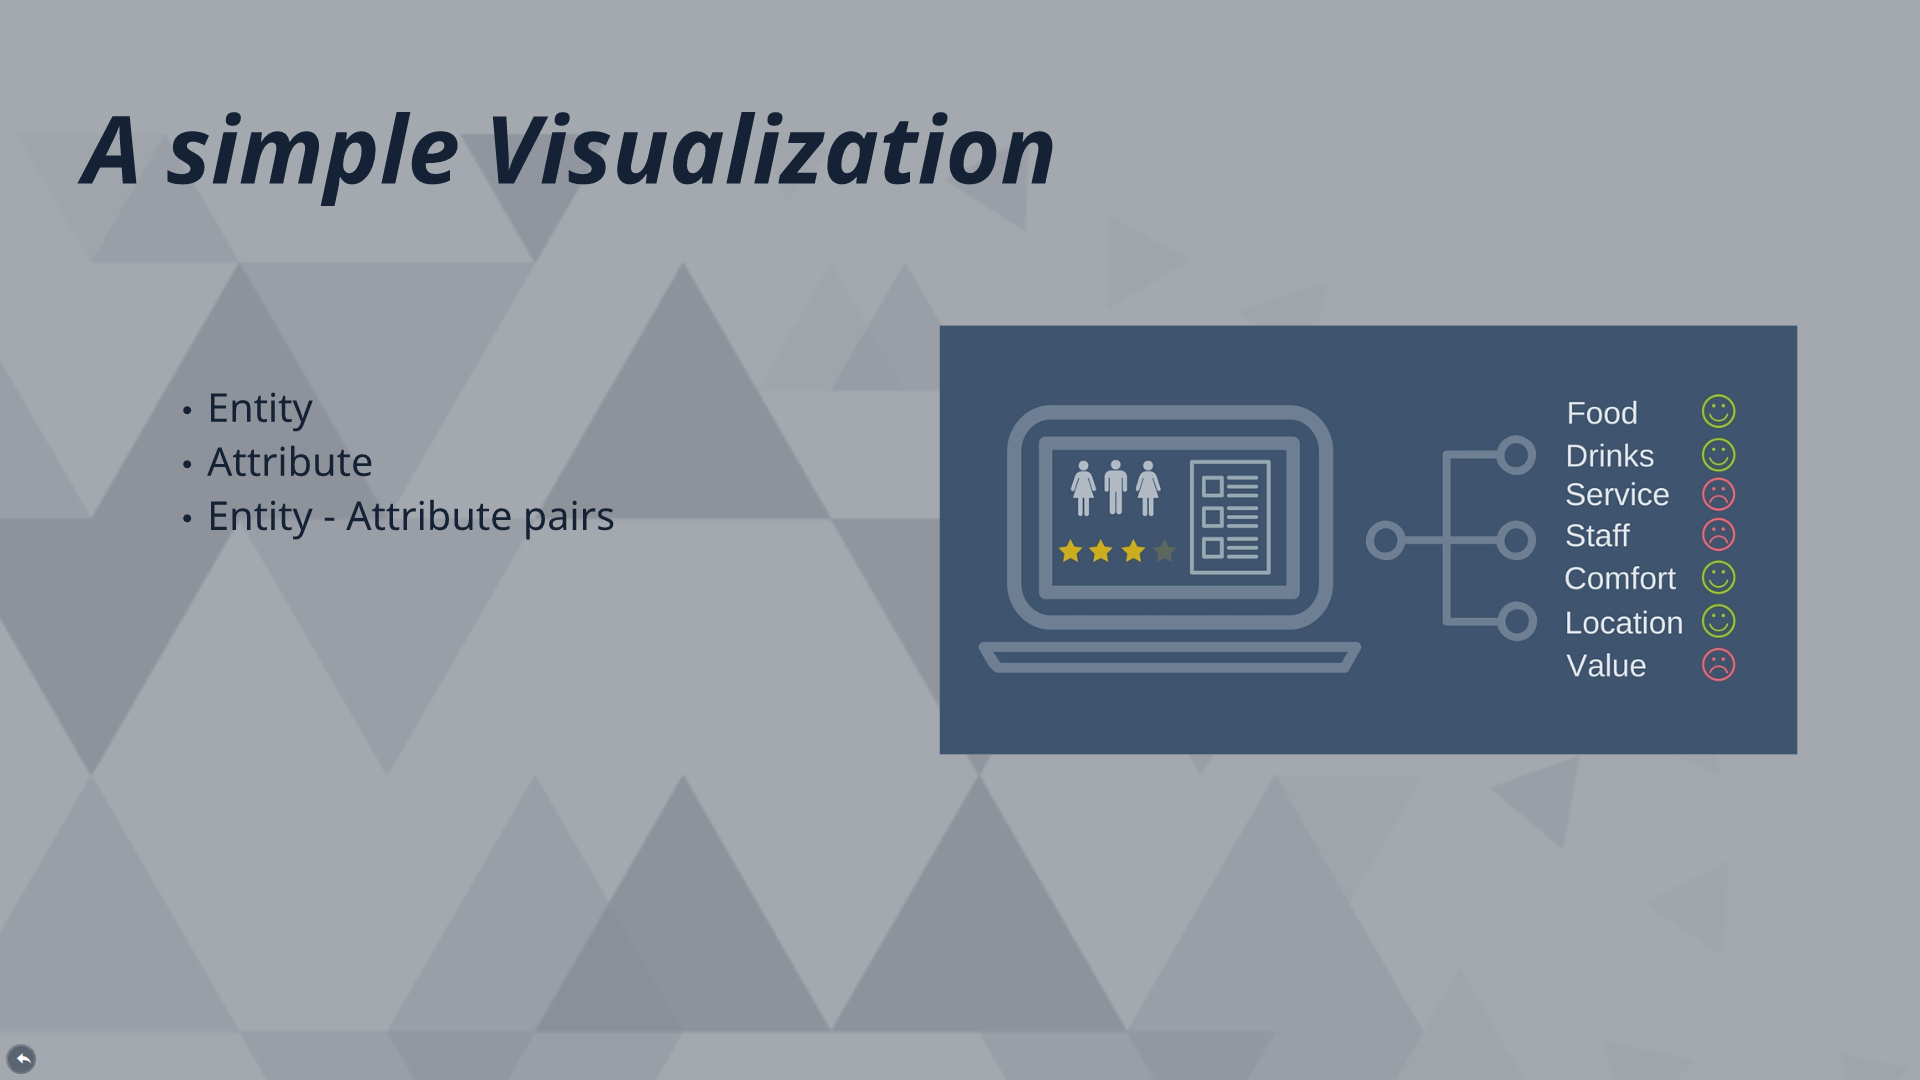 A simple Visualization
• Entity
• Attribute
• Entity - Attribute pairs
Food
Drinks
Service
Staff
Comfort
Location
Value